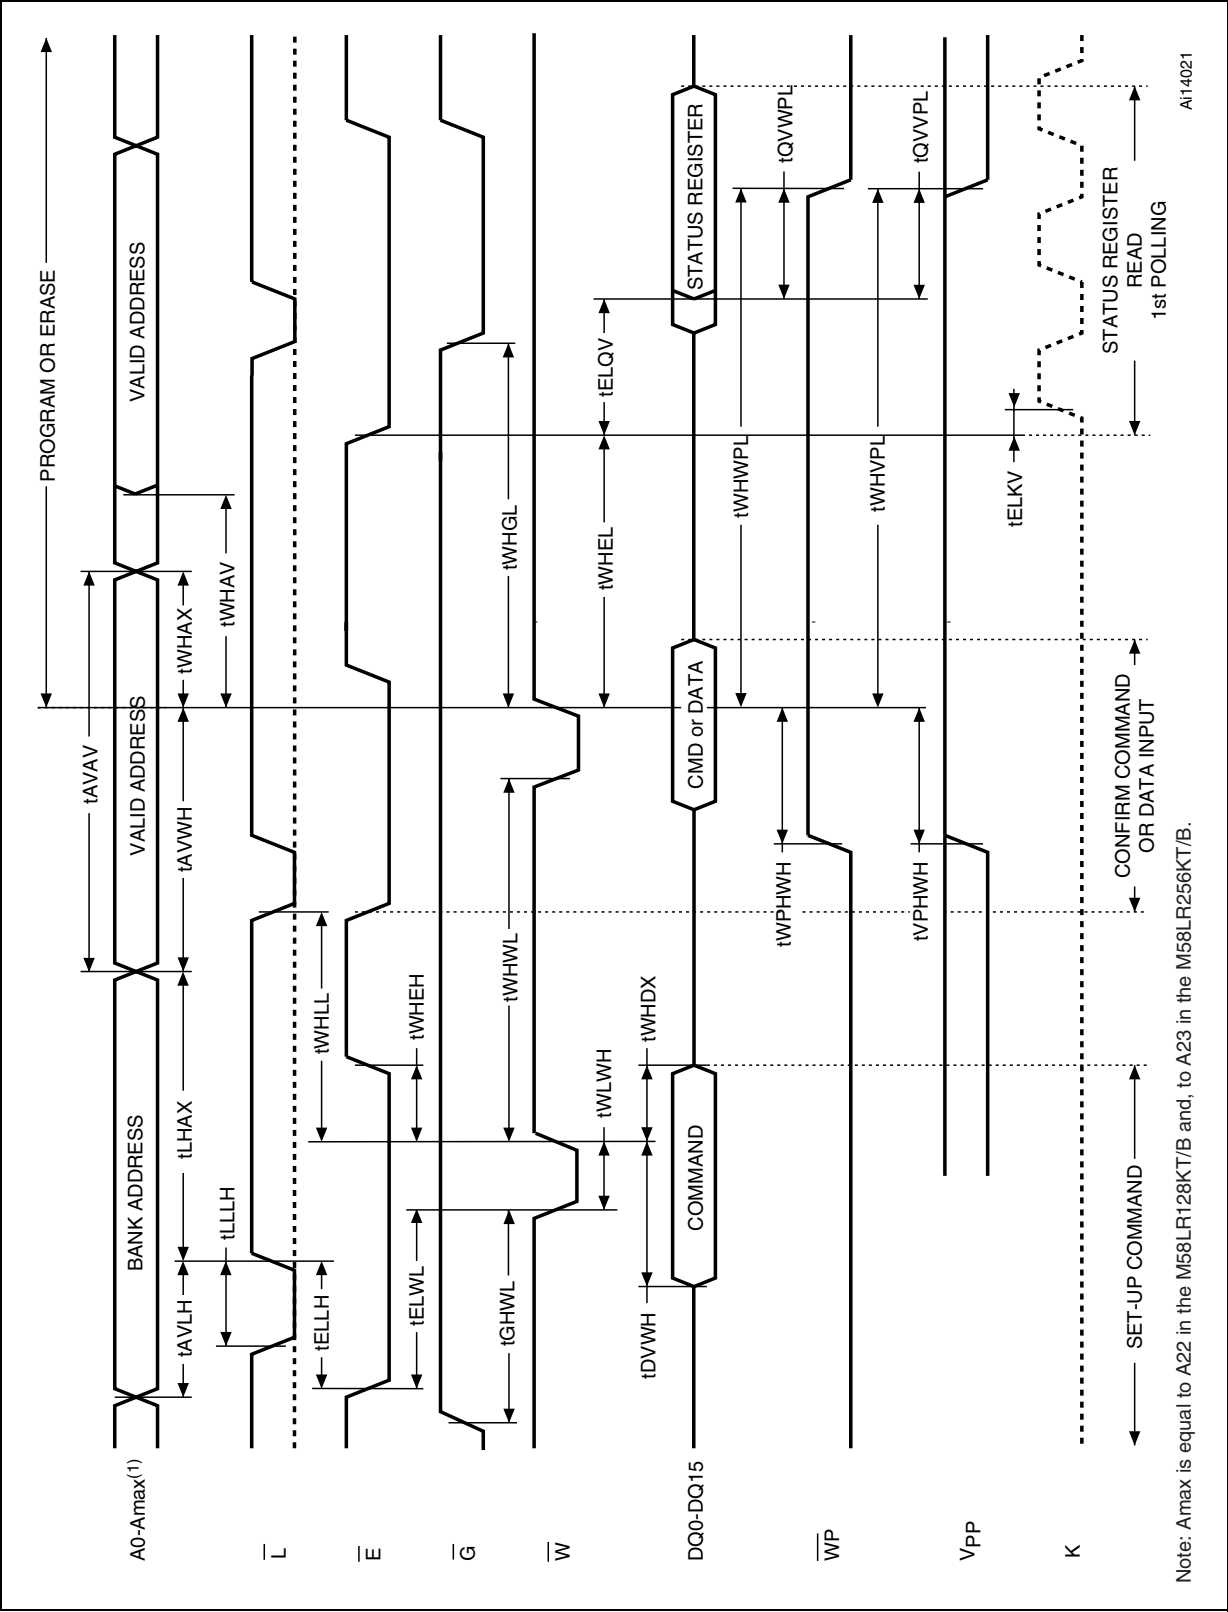 PROGRAM OR ERASE
A0-Amax(1)
BANK ADDRESS
VALID ADDRESS
VALID ADDRESS
tAVAV
tAVLH
tLHAX
tAVWH
tWHAX
tLLLH
tWHAV
L
tELLH
tWHLL
E
tELWL
tWHEH
G
tGHWL
tWHWL
tWHGL
W
tWLWH
tWHEL
tELQV
tDVWH
tWHDX
DQ0-DQ15
COMMAND
CMD or DATA
STATUS REGISTER
tWHWPL
tWPHWH
tQVWPL
WP
tWHVPL
tVPHWH
tQVVPL
VPP
tELKV
K
SET-UP COMMAND
CONFIRM COMMAND
OR DATA INPUT
STATUS REGISTER
READ
1st POLLING
Note: Amax is equal to A22 in the M58LR128KT/B and, to A23 in the M58LR256KT/B.
Ai14021